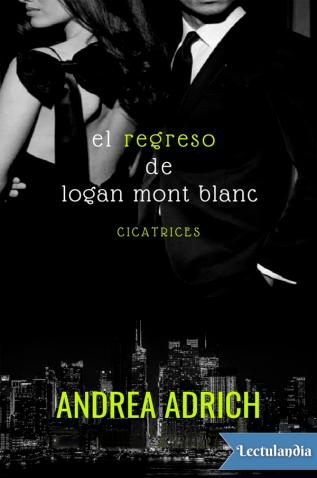 el regreso
de
logan mont blanc
CICATRICES
ANDREA ADRICH
Lectulandia